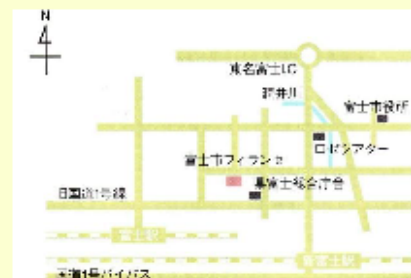 N
東名富士I.C
潤井川
富士市役所
ロゼシアター
富士市フィランセ
県富士総合庁舎
旧国道1号線
富士駅
新富士駅
国道1号バイパス